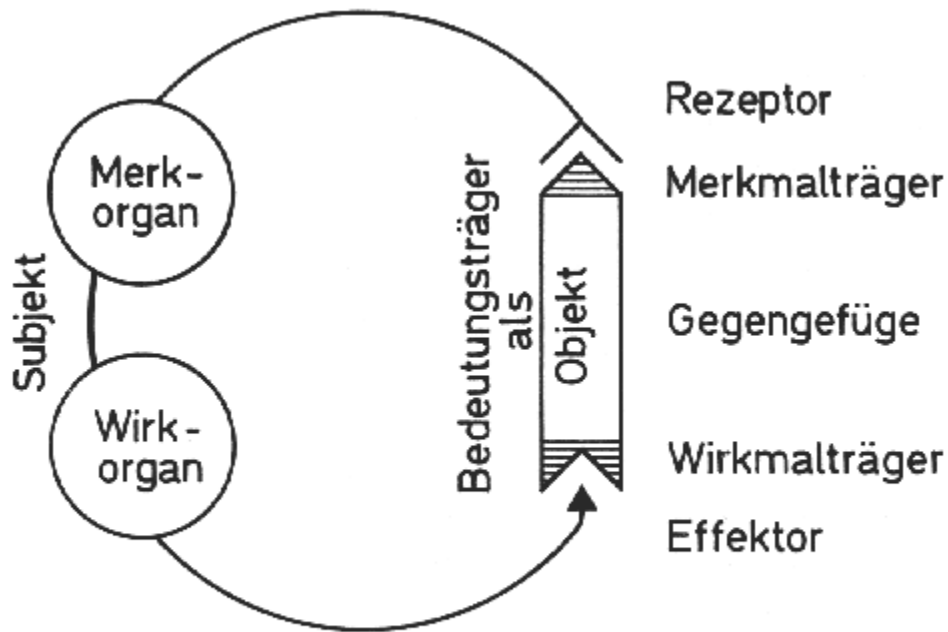 Subjekt
Merk-
organ
Wirk-
organ
Bedeutungsträger
als
Objekt
Rezeptor
Merkmalträger
Gegengefüge
Wirkmalträger
Effektor